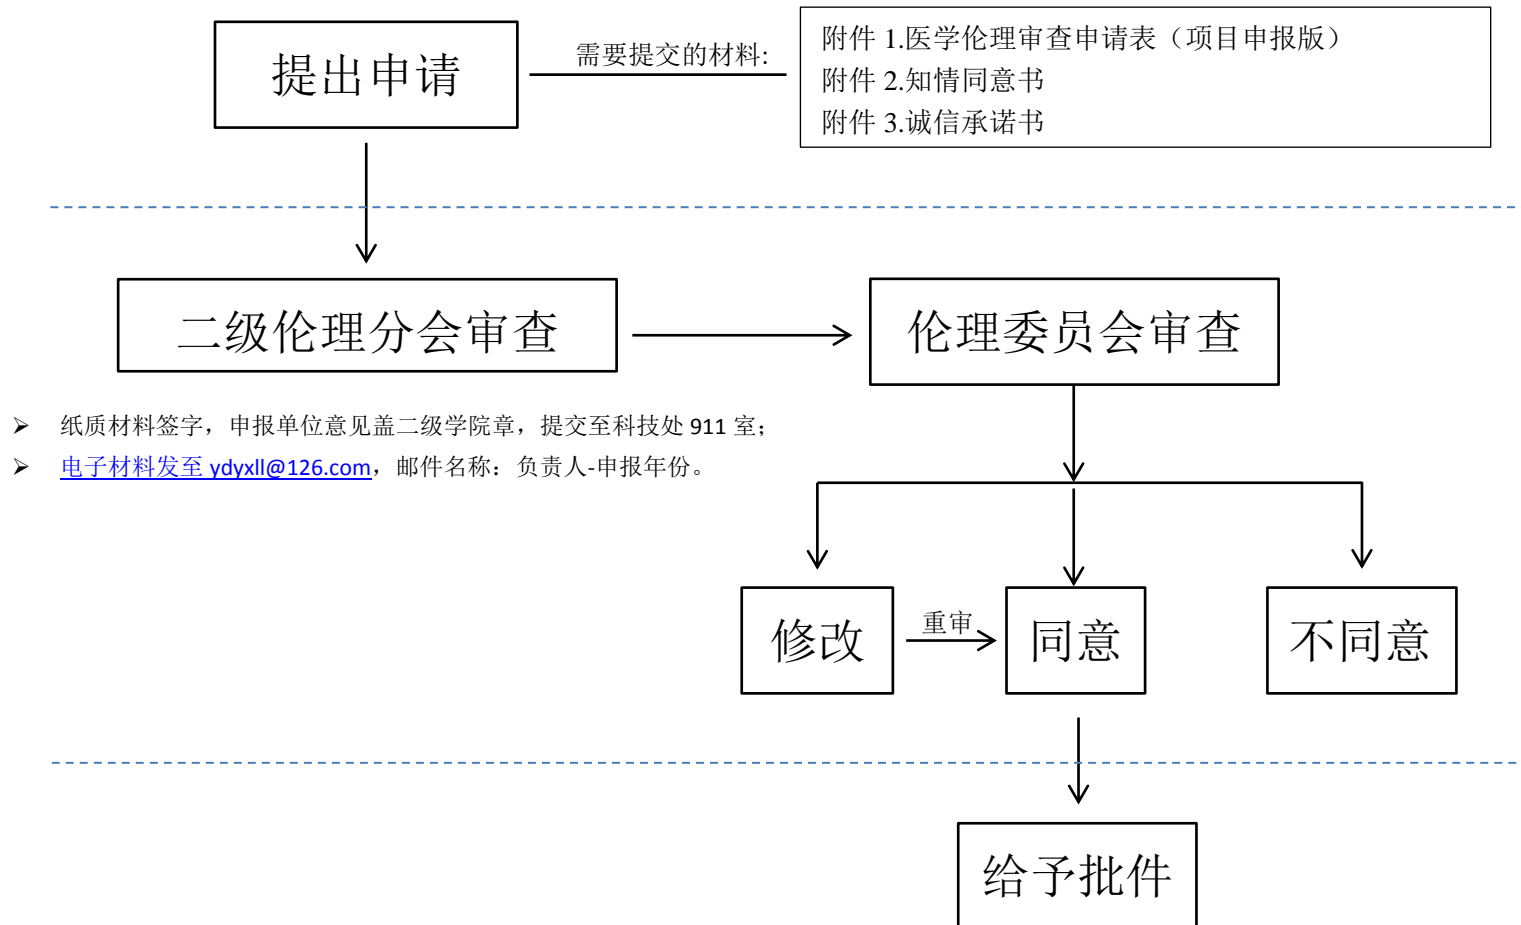 提出申请
需要提交的材料:
附件 1.医学伦理审查申请表（项目申报版）
附件 2.知情同意书
附件 3.诚信承诺书
二级伦理分会审查
伦理委员会审查
➢ 纸质材料签字，申报单位意见盖二级学院章，提交至科技处 911 室；
➢ 电子材料发至 ydyxll@126.com，邮件名称：负责人-申报年份。
修改
重审
同意
不同意
给予批件